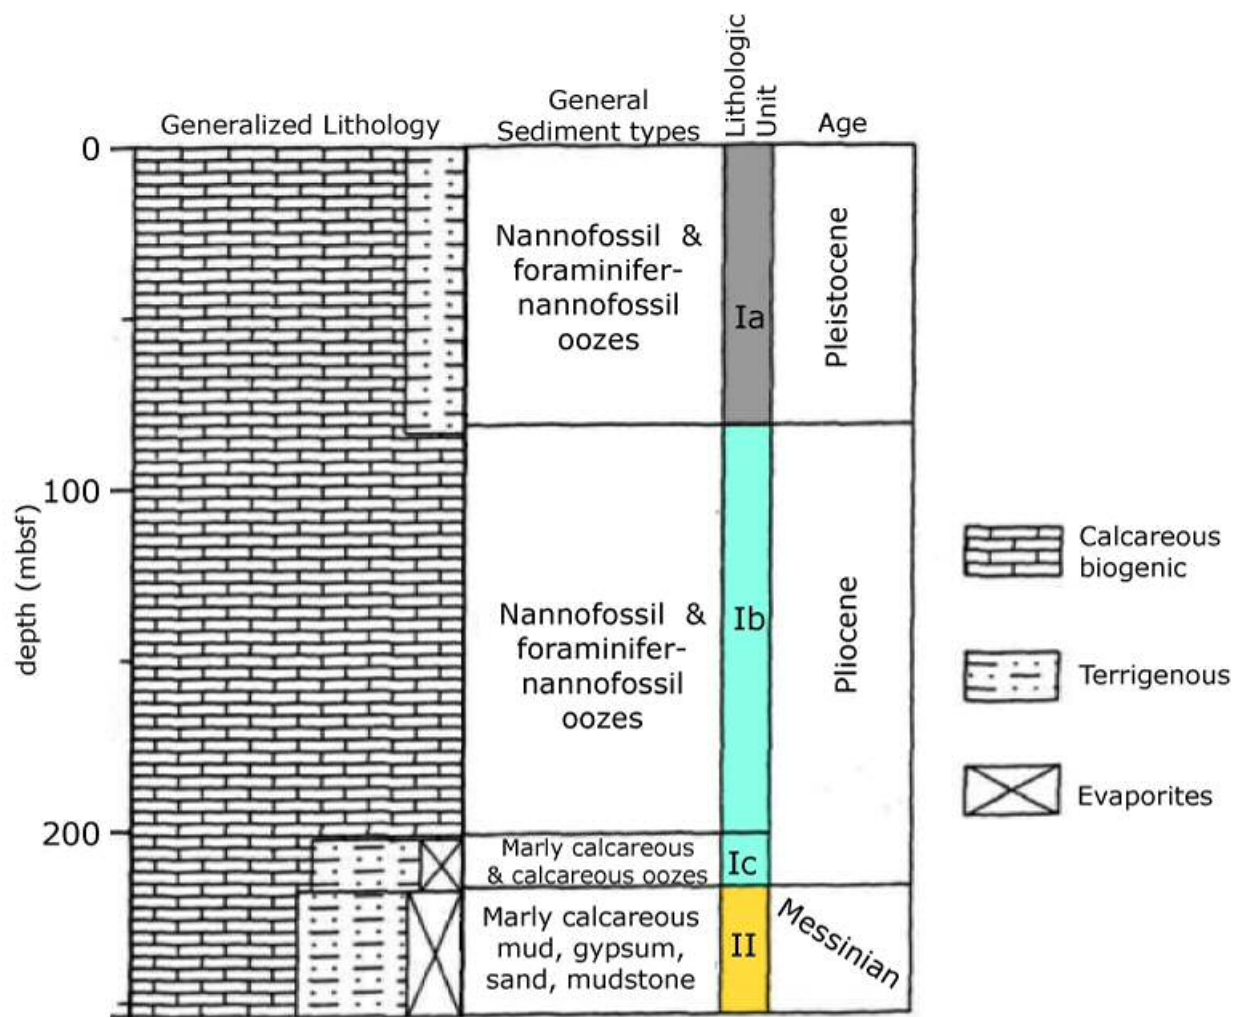 Generalized Lithology
General
Sediment types
Lithologic
Unit
Age
0
100
200
depth (mbsf)
Nannofossil &
foraminifer-
nannofossil
oozes
Ia
Pleistocene
Nannofossil &
foraminifer-
nannofossil
oozes
Ib
Pliocene
Marly calcareous
& calcareous oozes
Ic
Marly calcareous
mud, gypsum,
sand, mudstone
II
Messinian
Calcareous
biogenic
Terrigenous
Evaporites